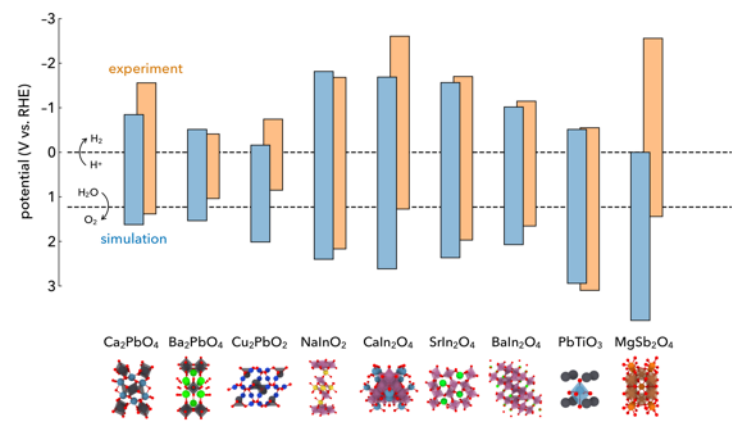 −3
−2
−1
0
1
2
3
potential (V vs. RHE)
experiment
H₂
H⁺
H₂O
O₂
simulation
Ca₂PbO₄ Ba₂PbO₄ Cu₂PbO₂ NaInO₂ CaIn₂O₄ SrIn₂O₄ BaIn₂O₄ PbTiO₃ MgSb₂O₄